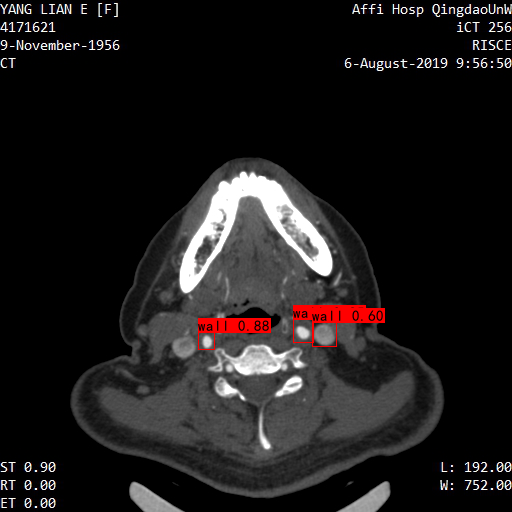 YANG LIAN E [F]
4171621
9-November-1956
CT
Affi Hosp QingdaoUnW
iCT 256
RISCE
6-August-2019 9:56:50
wall 0.88
wa
wall 0.60
ST 0.90
RT 0.00
ET 0.00
L: 192.00
W: 752.00